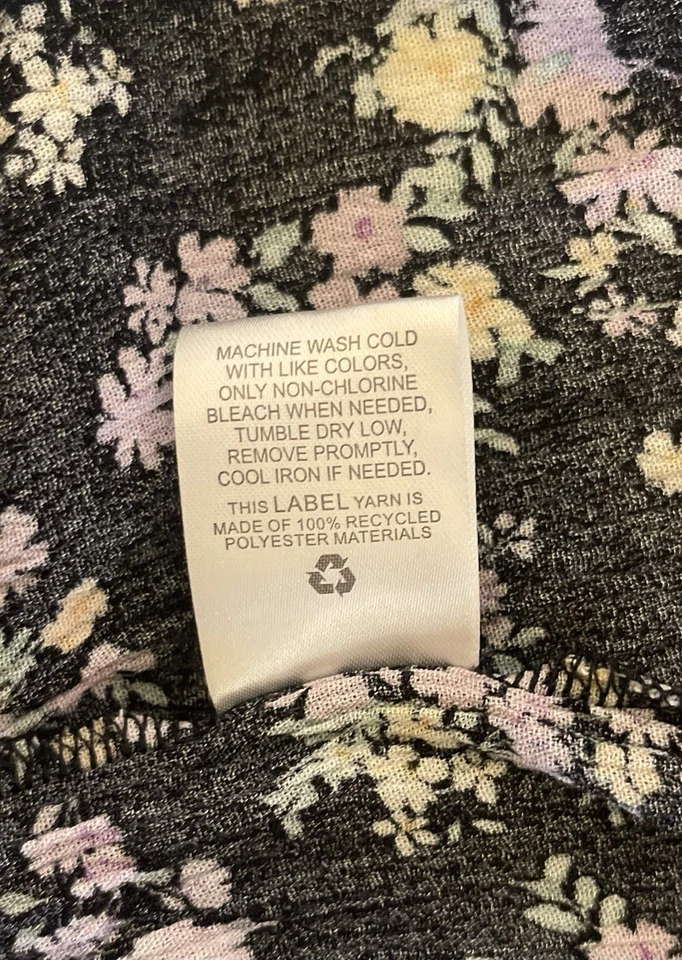 MACHINE WASH COLD
WITH LIKE COLORS,
ONLY NON-CHLORINE
BLEACH WHEN NEEDED,
TUMBLE DRY LOW,
REMOVE PROMPTLY,
COOL IRON IF NEEDED.
THIS LABEL YARN IS
MADE OF 100% RECYCLED
POLYESTER MATERIALS